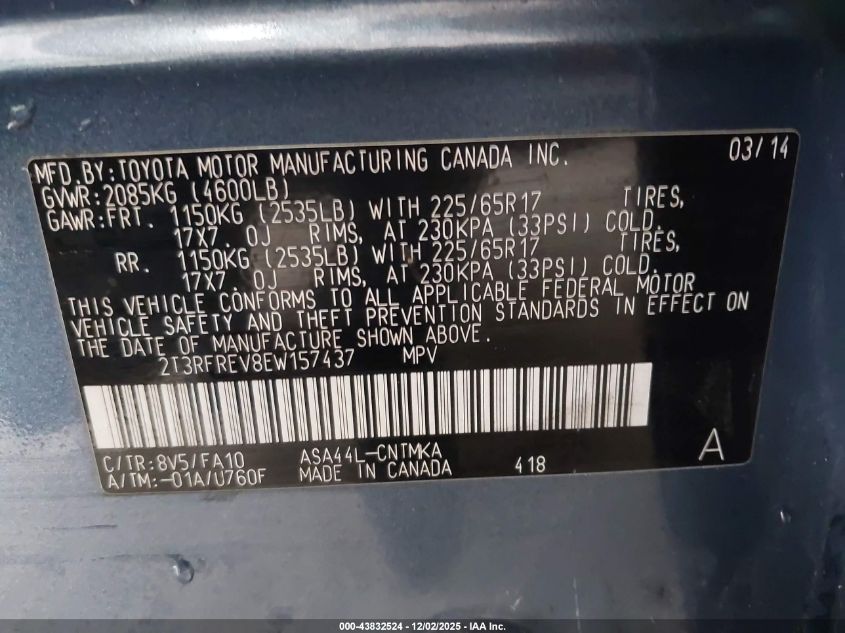 MFD.BY:TOYOTA MOTOR MANUFACTURING CANADA INC. 03/14
GVWR:2085KG (4600LB)
GAWR:FRT. 1150KG (2535LB) WITH 225/65R17 TIRES,
17X7.0J RIMS, AT 230KPA (33PSI) COLD.
RR. 1150KG (2535LB) WITH 225/65R17 TIRES,
17X7.0J RIMS, AT 230KPA (33PSI) COLD.
THIS VEHICLE CONFORMS TO ALL APPLICABLE FEDERAL MOTOR
VEHICLE SAFETY AND THEFT PREVENTION STANDARDS IN EFFECT ON
THE DATE OF MANUFACTURE SHOWN ABOVE.
2T3RFREV8EW157437 MPV
C/TR:8V5/FA10 ASA44L-CNTMKA
A/TM:-01A/U760F MADE IN CANADA 418 A
000-43832524 - 12/02/2025 - IAA Inc.